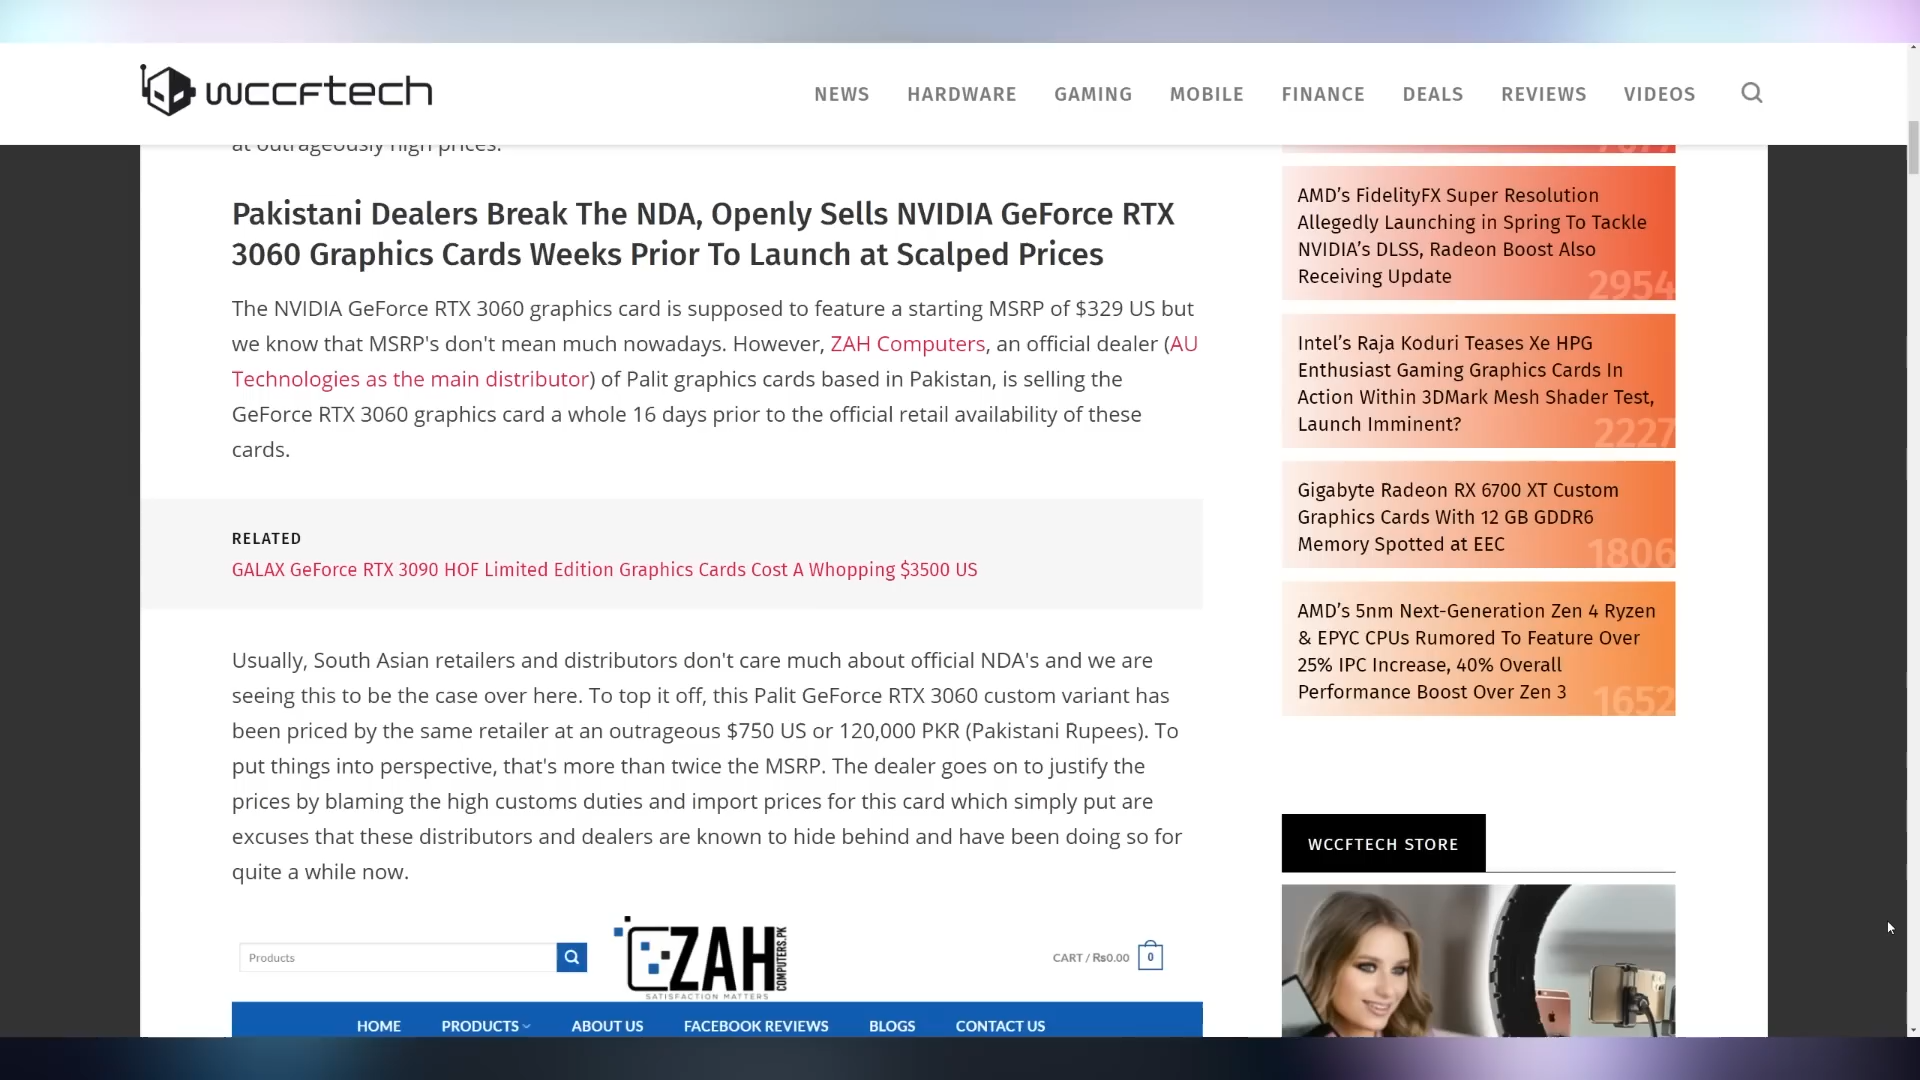 wccftech
NEWS HARDWARE GAMING MOBILE FINANCE DEALS REVIEWS VIDEOS
at outrageously high prices.
Pakistani Dealers Break The NDA, Openly Sells NVIDIA GeForce RTX
3060 Graphics Cards Weeks Prior To Launch at Scalped Prices
The NVIDIA GeForce RTX 3060 graphics card is supposed to feature a starting MSRP of $329 US but
we know that MSRP's don't mean much nowadays. However, ZAH Computers, an official dealer (AU
Technologies as the main distributor) of Palit graphics cards based in Pakistan, is selling the
GeForce RTX 3060 graphics card a whole 16 days prior to the official retail availability of these
cards.
RELATED
GALAX GeForce RTX 3090 HOF Limited Edition Graphics Cards Cost A Whopping $3500 US
Usually, South Asian retailers and distributors don't care much about official NDA's and we are
seeing this to be the case over here. To top it off, this Palit GeForce RTX 3060 custom variant has
been priced by the same retailer at an outrageous $750 US or 120,000 PKR (Pakistani Rupees). To
put things into perspective, that's more than twice the MSRP. The dealer goes on to justify the
prices by blaming the high customs duties and import prices for this card which simply put are
excuses that these distributors and dealers are known to hide behind and have been doing so for
quite a while now.
Products
ZAH
COMPUTERS.PK
SATISFACTION MATTERS
CART / ₨0.00 0
HOME PRODUCTS ABOUT US FACEBOOK REVIEWS BLOGS CONTACT US
AMD's FidelityFX Super Resolution
Allegedly Launching in Spring To Tackle
NVIDIA's DLSS, Radeon Boost Also
Receiving Update
2954
Intel's Raja Koduri Teases Xe HPG
Enthusiast Gaming Graphics Cards In
Action Within 3DMark Mesh Shader Test,
Launch Imminent?
2227
Gigabyte Radeon RX 6700 XT Custom
Graphics Cards With 12 GB GDDR6
Memory Spotted at EEC
1806
AMD's 5nm Next-Generation Zen 4 Ryzen
& EPYC CPUs Rumored To Feature Over
25% IPC Increase, 40% Overall
Performance Boost Over Zen 3
1652
WCCFTECH STORE